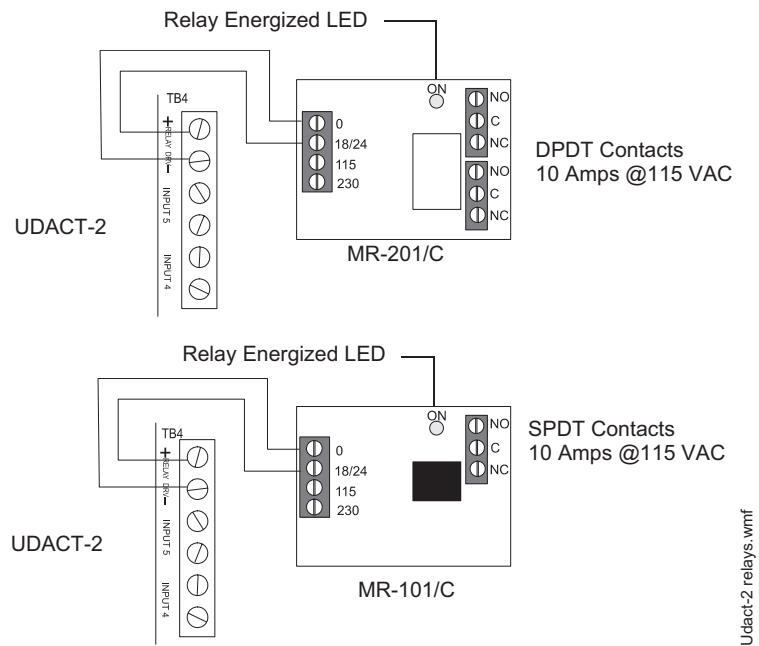 Relay Energized LED
TB4
+ RELAY DRV –
INPUT 5
INPUT 4
UDACT-2
0
18/24
115
230
ON
NO
C
NC
NO
C
NC
DPDT Contacts
10 Amps @115 VAC
MR-201/C
Relay Energized LED
TB4
+ RELAY DRV –
INPUT 5
INPUT 4
UDACT-2
0
18/24
115
230
ON
NO
C
NC
SPDT Contacts
10 Amps @115 VAC
MR-101/C
Udact-2 relays.wmf